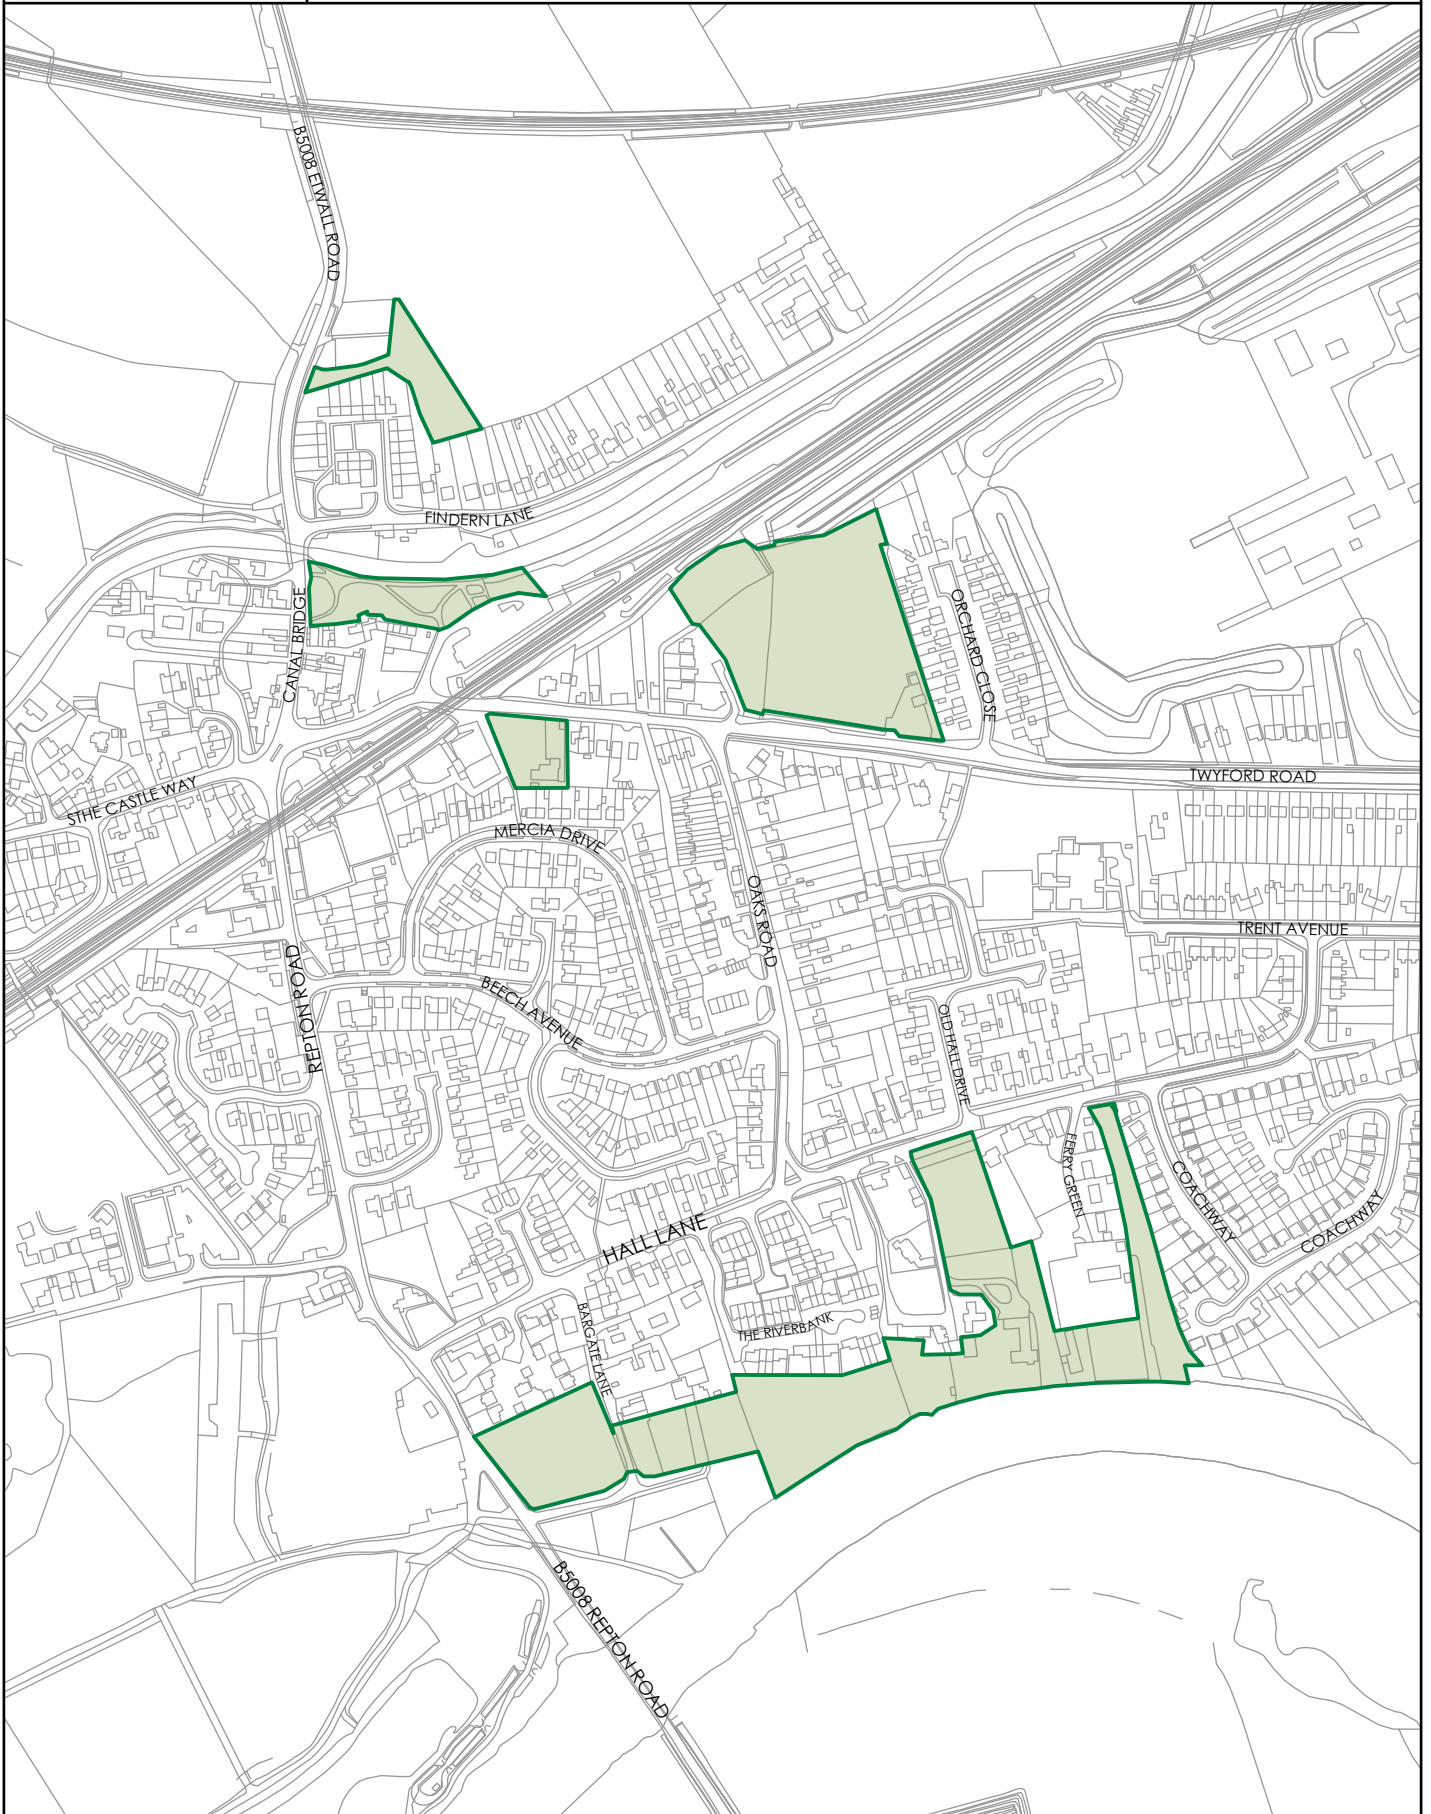 B5008 ETWALL ROAD
FINDERN LANE
CANAL BRIDGE
ORCHARD CLOSE
STHE CASTLE WAY
TWYFORD ROAD
MERCIA DRIVE
OAKS ROAD
TRENT AVENUE
REPTON ROAD
BEECH AVENUE
OLD HALL DRIVE
FERRY GREEN
COACHWAY
COACHWAY
HALL LANE
BARGATE LANE
THE RIVERBANK
B5008 REPTON ROAD